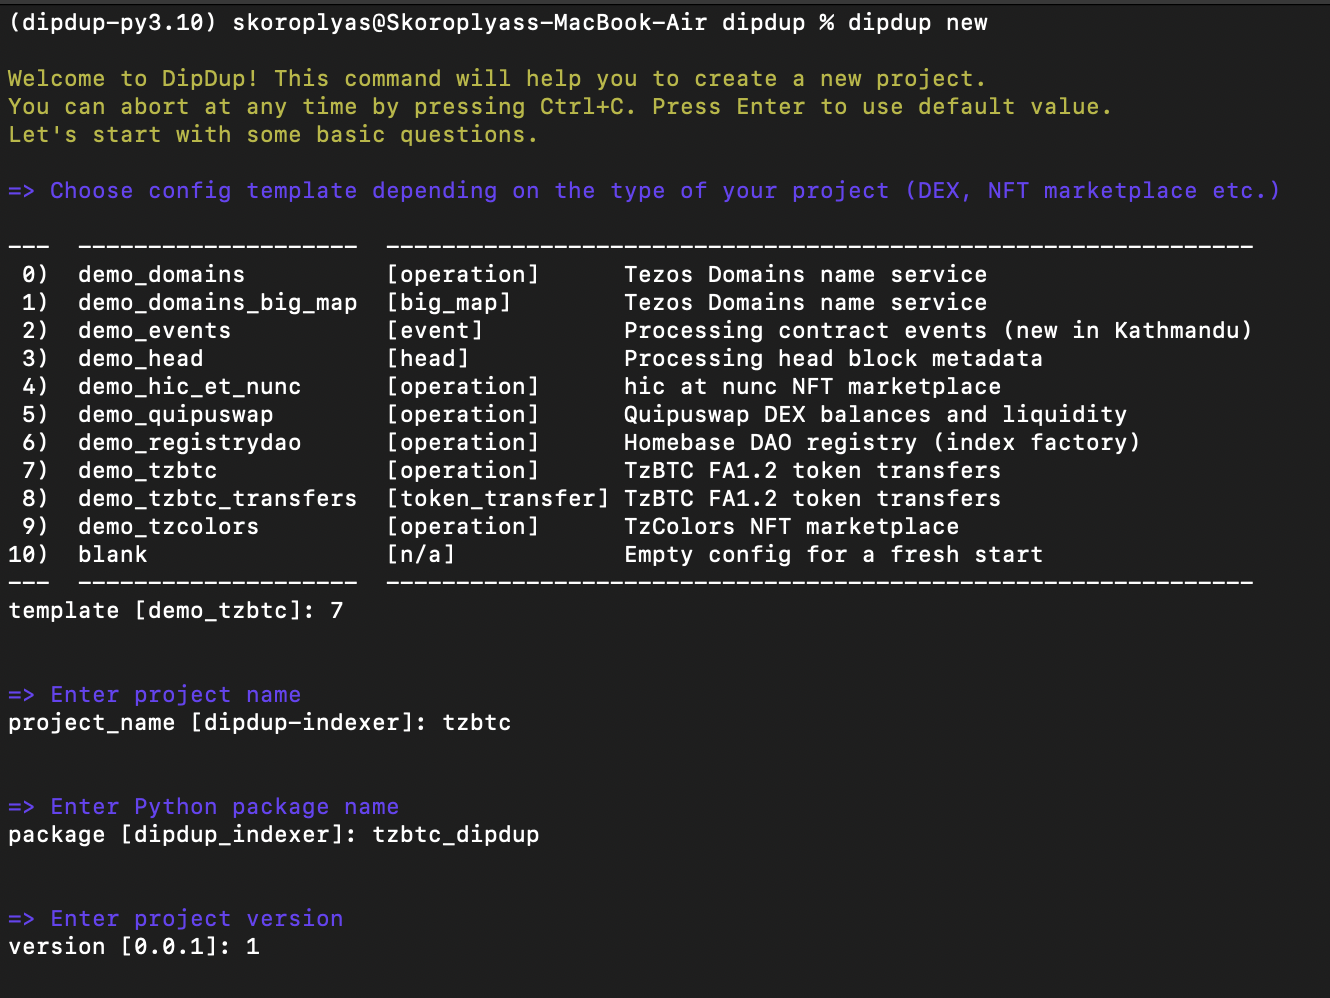 (dipdup-py3.10) skoroplyas@Skoroplyass-MacBook-Air dipdup % dipdup new
Welcome to DipDup! This command will help you to create a new project.
You can abort at any time by pressing Ctrl+C. Press Enter to use default value.
Let's start with some basic questions.
=> Choose config template depending on the type of your project (DEX, NFT marketplace etc.)
--- -------------------- --------------------------------------------------------------
0) demo_domains [operation] Tezos Domains name service
1) demo_domains_big_map [big_map] Tezos Domains name service
2) demo_events [event] Processing contract events (new in Kathmandu)
3) demo_head [head] Processing head block metadata
4) demo_hic_et_nunc [operation] hic at nunc NFT marketplace
5) demo_quipuswap [operation] Quipuswap DEX balances and liquidity
6) demo_registrydao [operation] Homebase DAO registry (index factory)
7) demo_tzbtc [operation] TzBTC FA1.2 token transfers
8) demo_tzbtc_transfers [token_transfer] TzBTC FA1.2 token transfers
9) demo_tzcolors [operation] TzColors NFT marketplace
10) blank [n/a] Empty config for a fresh start
--- -------------------- --------------------------------------------------------------
template [demo_tzbtc]: 7
=> Enter project name
project_name [dipdup-indexer]: tzbtc
=> Enter Python package name
package [dipdup_indexer]: tzbtc_dipdup
=> Enter project version
version [0.0.1]: 1